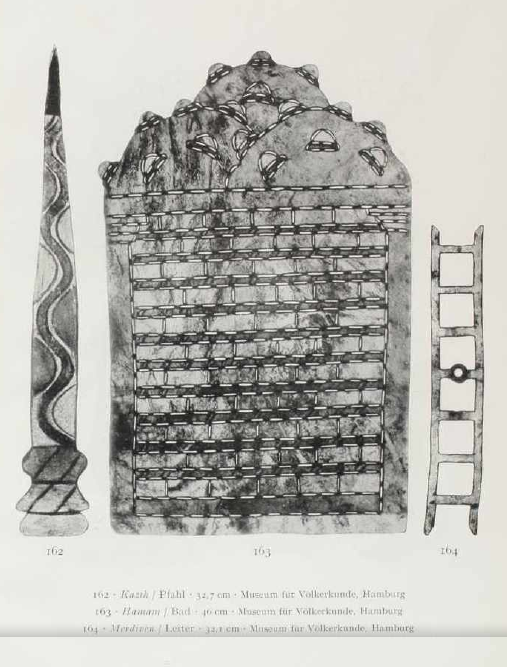 162
163
164
162 · Kazik / Pfahl · 32,7 cm · Museum für Völkerkunde, Hamburg
163 · Hamam / Bad · 46 cm · Museum für Völkerkunde, Hamburg
164 · Merdiven / Leiter · 32,1 cm · Museum für Völkerkunde, Hamburg